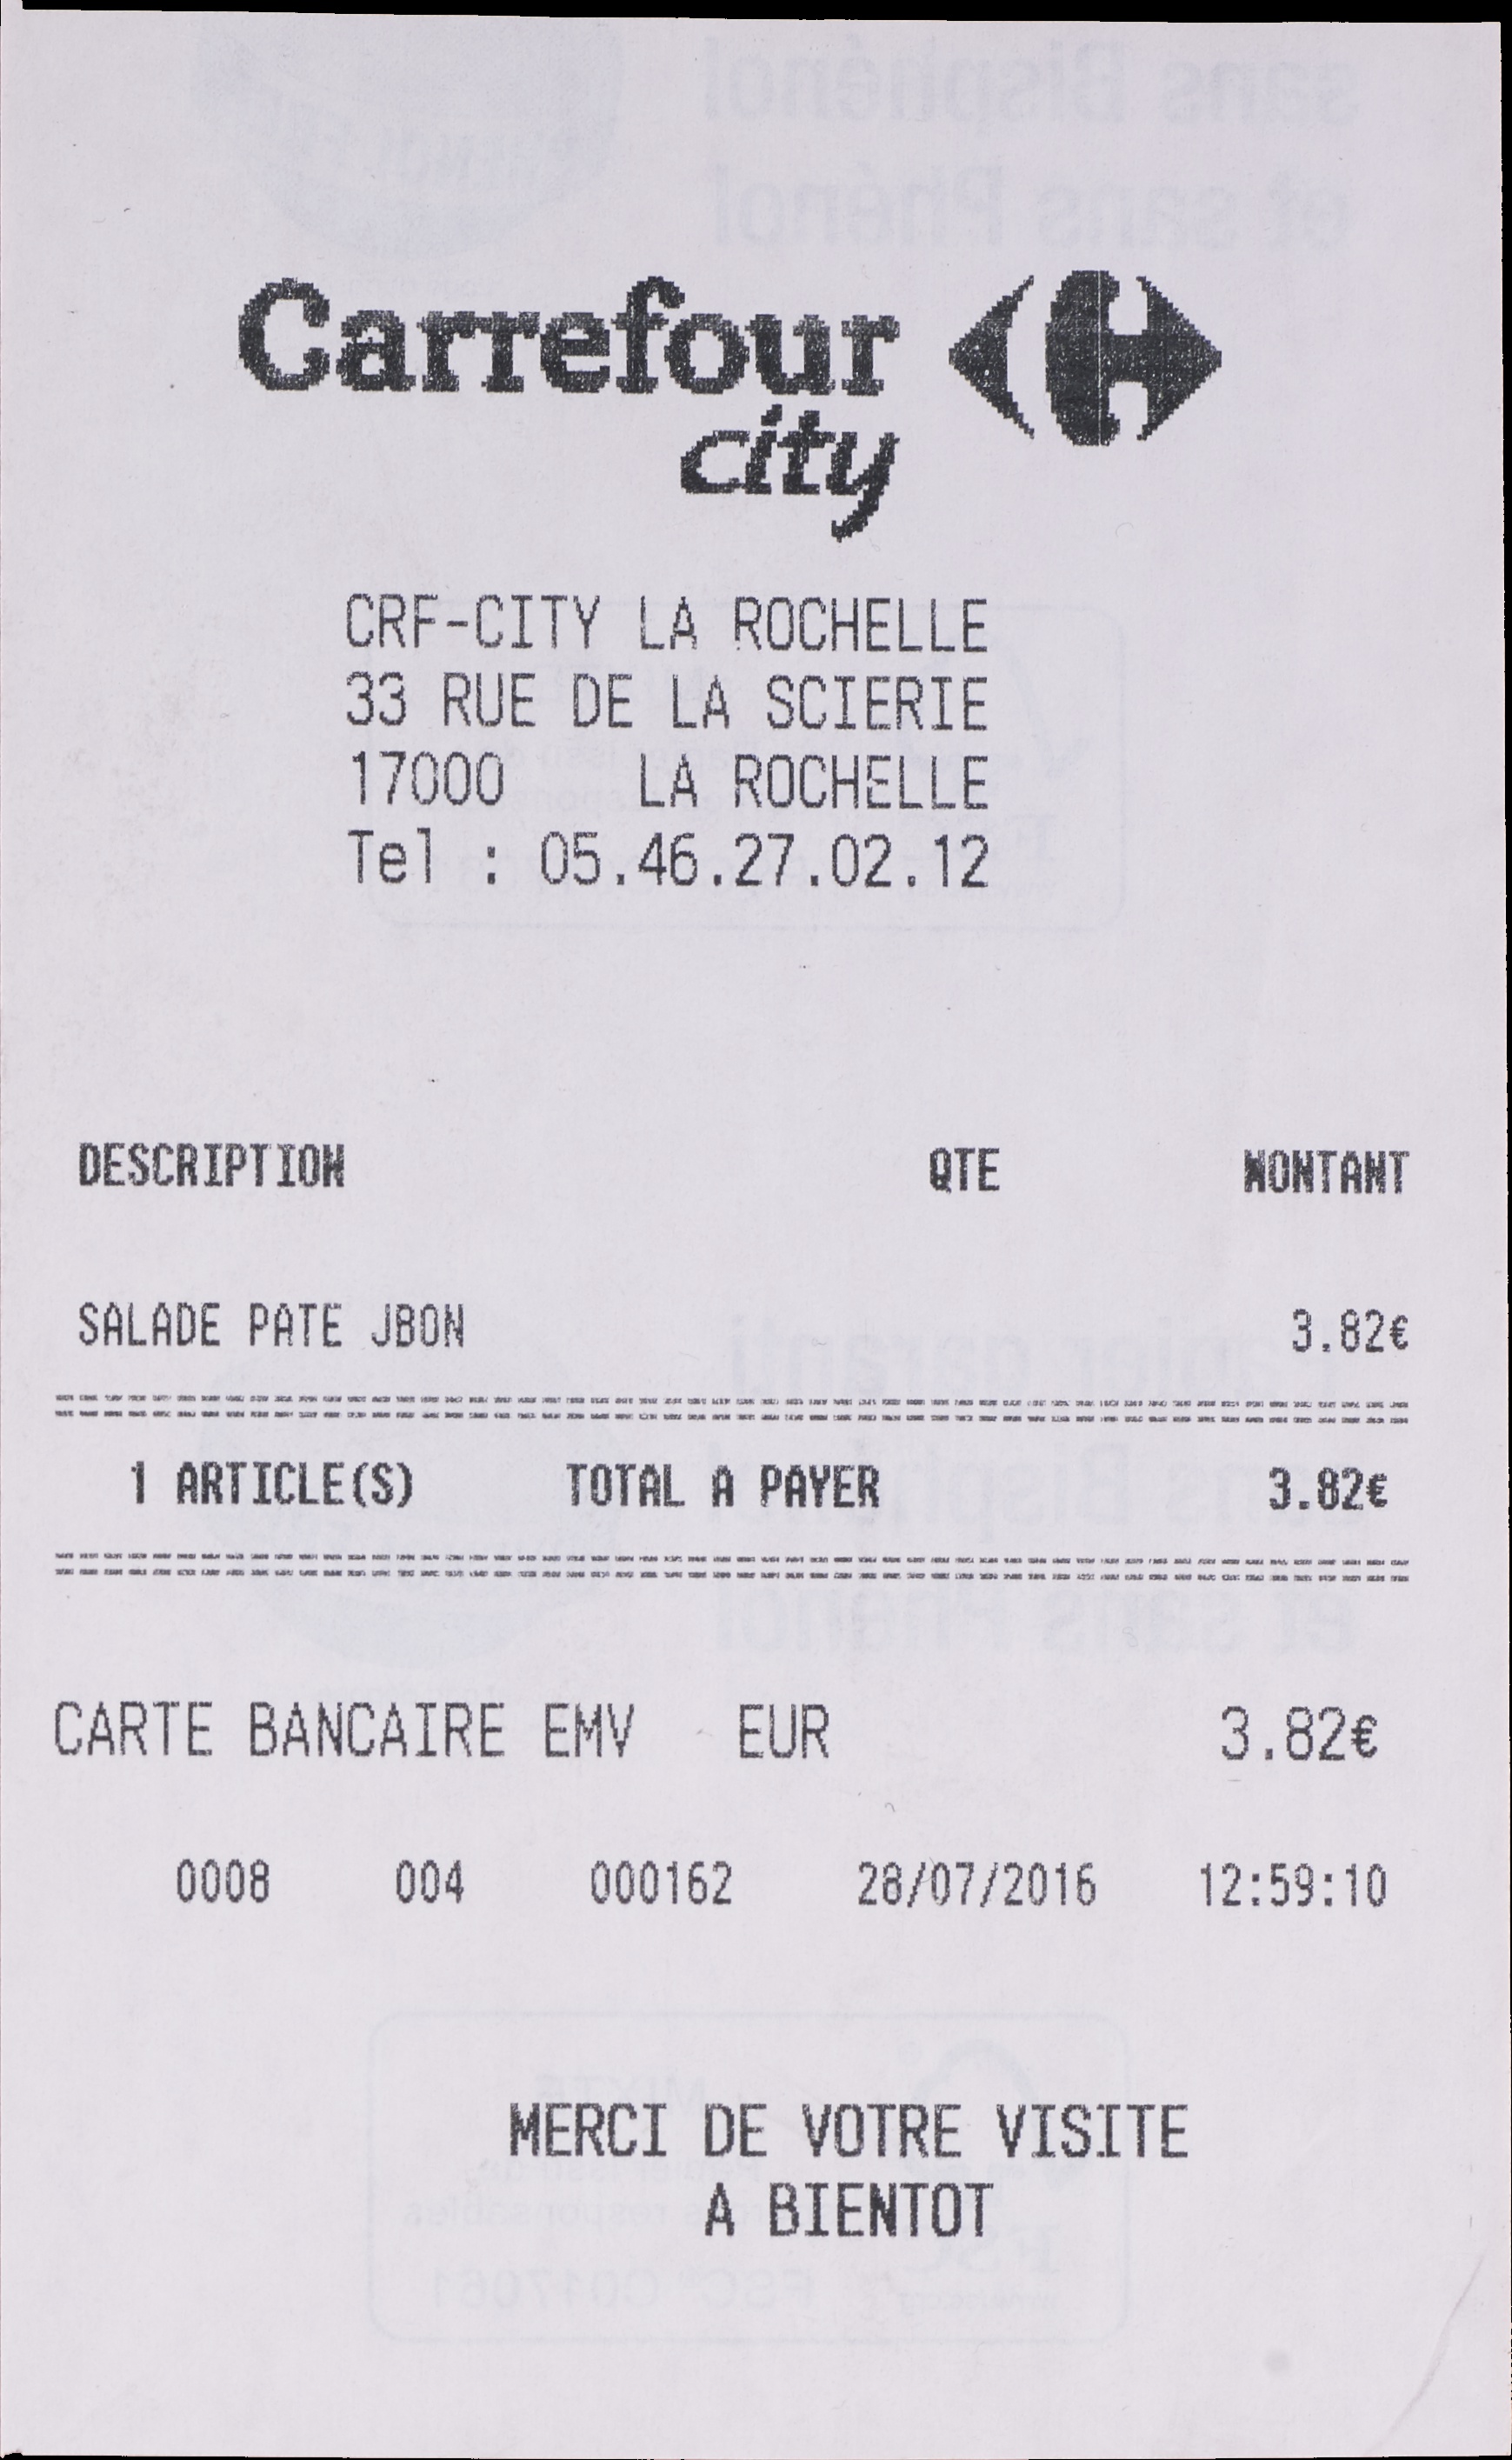 Carrefour
city
CRF-CITY LA ROCHELLE
33 RUE DE LA SCIERIE
17000 LA ROCHELLE
Tel : 05.46.27.02.12
DESCRIPTION QTE MONTANT
SALADE PATE JBON 3.82€
1 ARTICLE(S) TOTAL A PAYER 3.82€
CARTE BANCAIRE EMV EUR 3.82€
0008 004 000162 28/07/2016 12:59:10
MERCI DE VOTRE VISITE
A BIENTOT